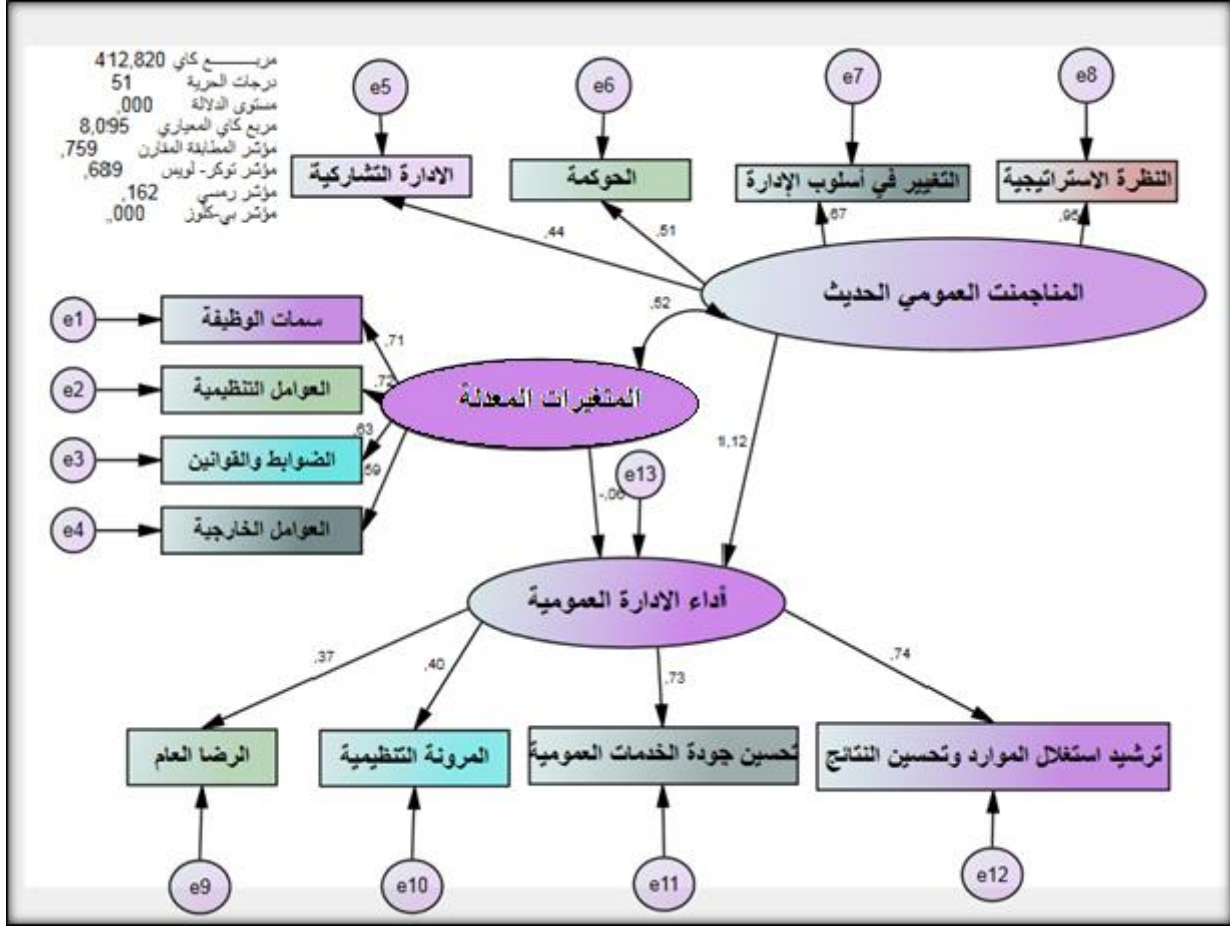 مربــــــع كاي 412,820
درجات الحرية 51
مستوى الدلالة ,000
مربع كاي المعياري 8,095
مؤشر المطابقة المقارن ,759
مؤشر توكر- لويس ,689
مؤشر رمسي ,162
مؤشر بي-كلوز ,000
e5
e6
e7
e8
الادارة التشاركية
الحوكمة
التغيير في أسلوب الإدارة
النظرة الاستراتيجية
,44
,51
,67
,95
المناجمنت العمومي الحديث
,52
e1
سمات الوظيفة
,71
e2
العوامل التنظيمية
,72
المتغيرات المعدلة
e3
الضوابط والقوانين
,63
e4
العوامل الخارجية
,59
1,12
-,06
e13
أداء الادارة العمومية
,37
,40
,73
,74
الرضا العام
المرونة التنظيمية
تحسين جودة الخدمات العمومية
ترشيد استغلال الموارد وتحسين النتائج
e9
e10
e11
e12